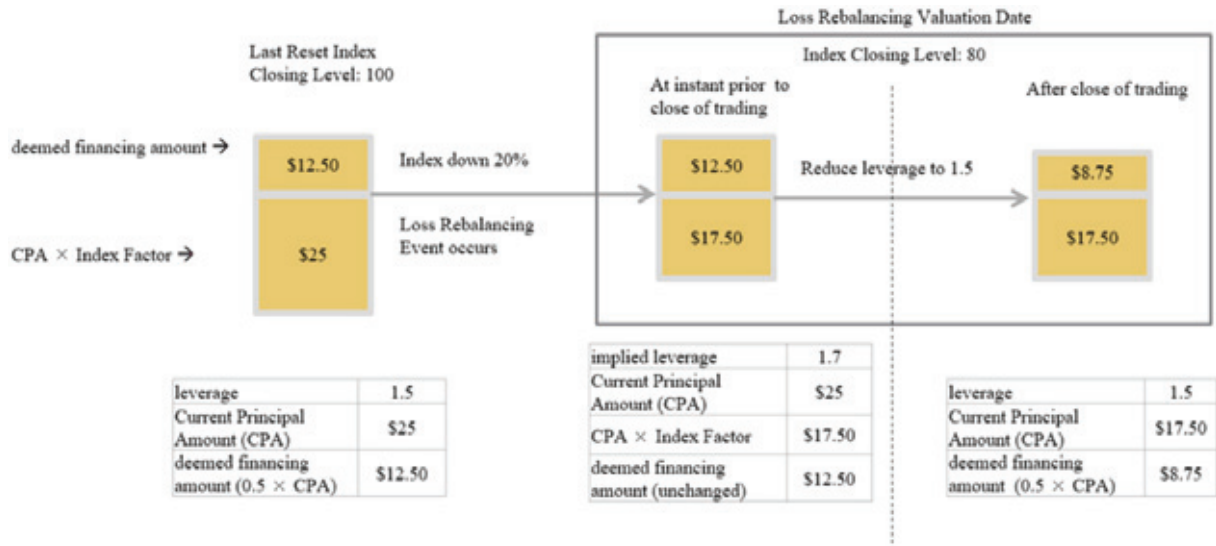 Loss Rebalancing Valuation Date
Last Reset Index
Closing Level: 100
Index Closing Level: 80
At instant prior to
close of trading
After close of trading
deemed financing amount →
$12.50
Index down 20%
$12.50
Reduce leverage to 1.5
$8.75
CPA × Index Factor →
$25
Loss Rebalancing
Event occurs
$17.50
$17.50
leverage 1.5
Current Principal
Amount (CPA) $25
deemed financing
amount (0.5 × CPA) $12.50
implied leverage 1.7
Current Principal
Amount (CPA) $25
CPA × Index Factor $17.50
deemed financing
amount (unchanged) $12.50
leverage 1.5
Current Principal
Amount (CPA) $17.50
deemed financing
amount (0.5 × CPA) $8.75